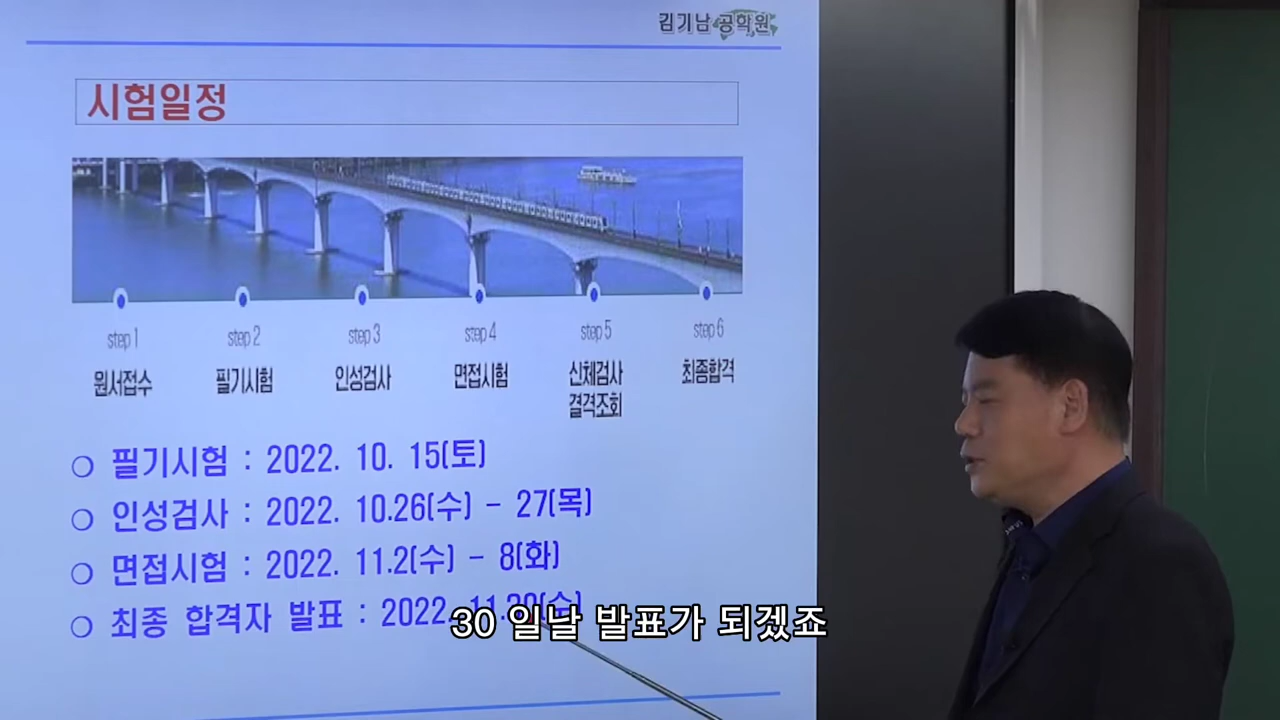 김기남 공학원
시험일정
step 1 step 2 step 3 step 4 step 5 step 6
원서접수 필기시험 인성검사 면접시험 신체검사 최종합격
결격조회
○ 필기시험 : 2022. 10. 15(토)
○ 인성검사 : 2022. 10.26(수) - 27(목)
○ 면접시험 : 2022. 11.2(수) - 8(화)
○ 최종 합격자 발표 : 2022.
30 일날 발표가 되겠죠